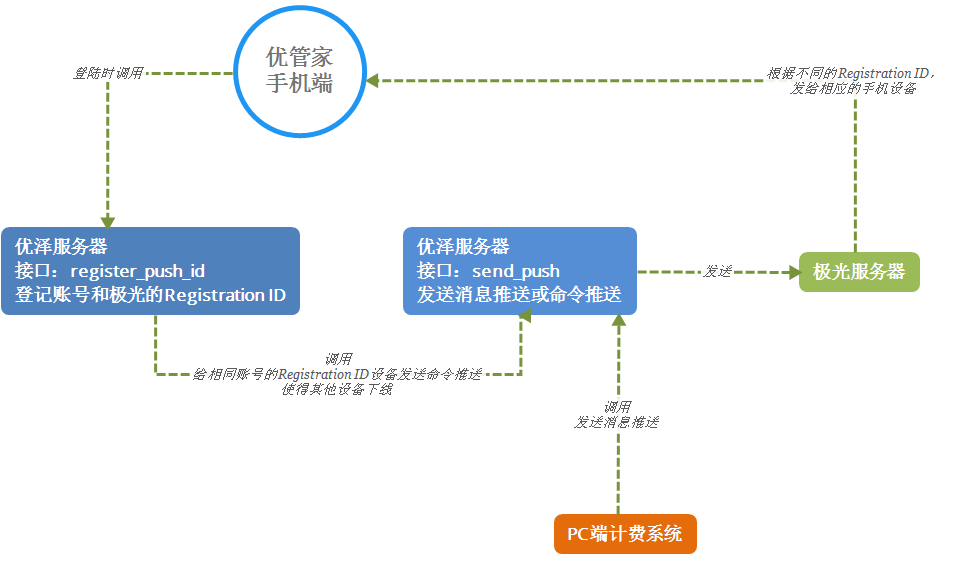 优管家
手机端
登陆时调用
根据不同的Registration ID，
发给相应的手机设备
优泽服务器
接口：register_push_id
登记账号和极光的Registration ID
优泽服务器
接口：send_push
发送消息推送或命令推送
发送
极光服务器
调用
给相同账号的Registration ID设备发送命令推送
使得其他设备下线
调用
发送消息推送
PC端计费系统